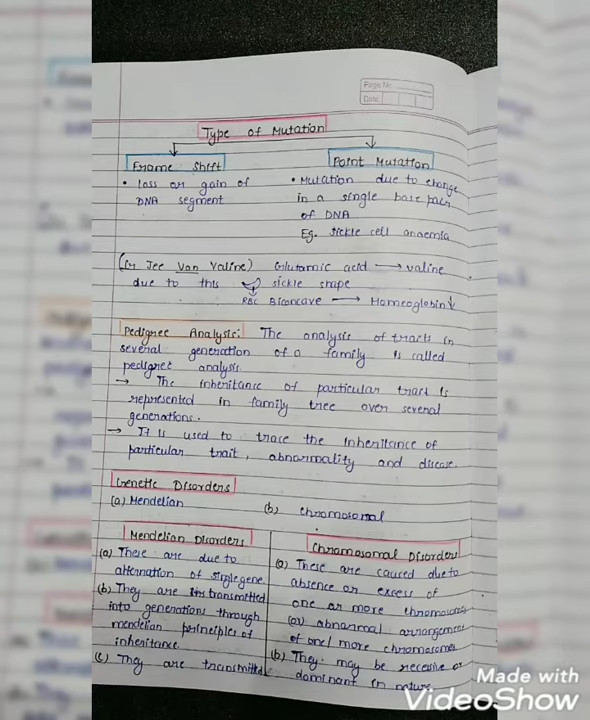 Page No.
Date
Type of Mutation
Frame Shift
• Loss or gain of
DNA segment
Point Mutation
• Mutation due to change
in a single base pair
of DNA
Eg. Sickle cell anaemia
Jee Van Valine) Glutamic acid → valine
due to this sickle shape
RBC Biconcave → Hamoeglobin↓
Pedigree Analysis: The analysis of tracts in
several generation of a family is called
pedigree analysis.
→ The inheritance of particular tract is
represented in family tree over several
generations.
→ It is used to trace the inheritance of
particular trait, abnormality and disease.
Genetic Disorders
(a) Mendelian
(b) chromosomal
Mendelian Disorders
(a) These are due to
alternation of single gene
(b) They are transmitted
into generations through
mendelian principles of
inheritance
(c) They are transmitted
Chromosomal Disorders
(a) These are caused due to
absence or excess of
one or more chromosomes
(or) abnormal arrangement
of one/ more chromosomes
(b) They may be recessive or
dominant in nature.
Made with
VideoShow